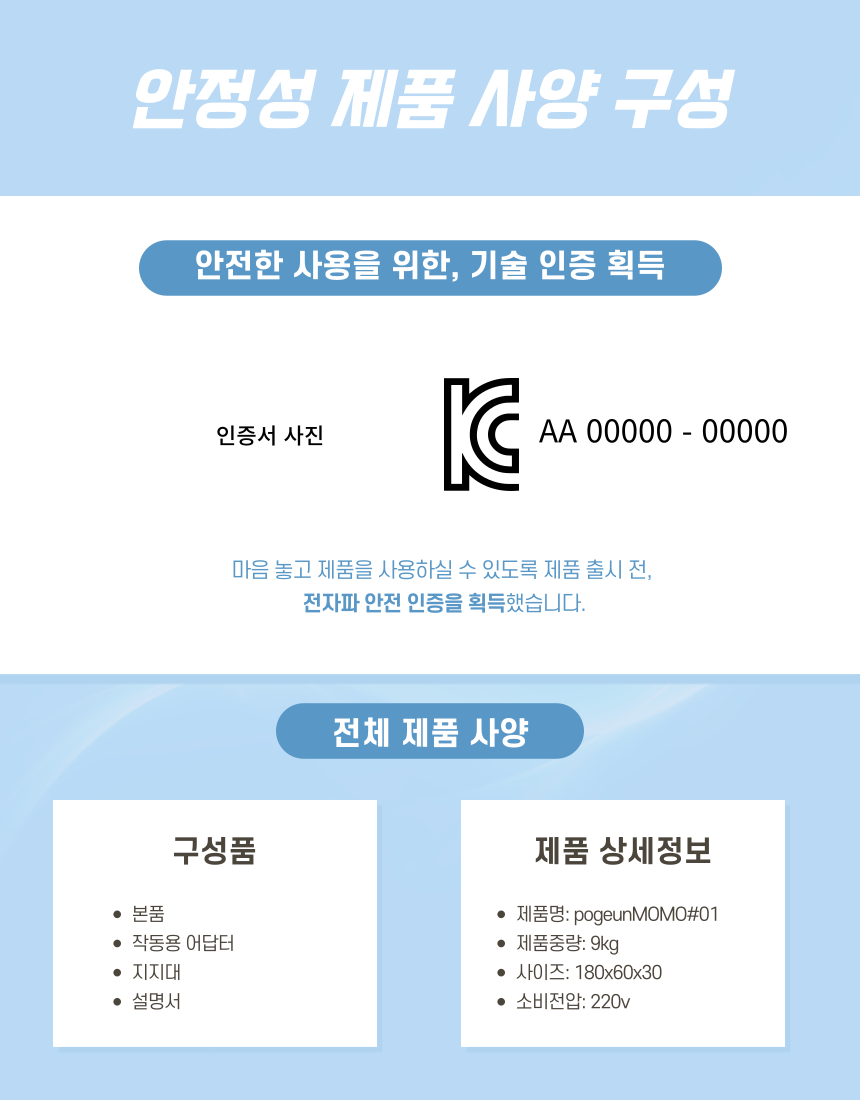 안정성 제품 사양 구성
안전한 사용을 위한, 기술 인증 획득
인증서 사진
KC AA 00000 - 00000
마음 놓고 제품을 사용하실 수 있도록 제품 출시 전,
전자파 안전 인증을 획득했습니다.
전체 제품 사양
구성품
• 본품
• 작동용 어답터
• 지지대
• 설명서
제품 상세정보
• 제품명: pogeunMOMO#01
• 제품중량: 9kg
• 사이즈: 180x60x30
• 소비전압: 220v